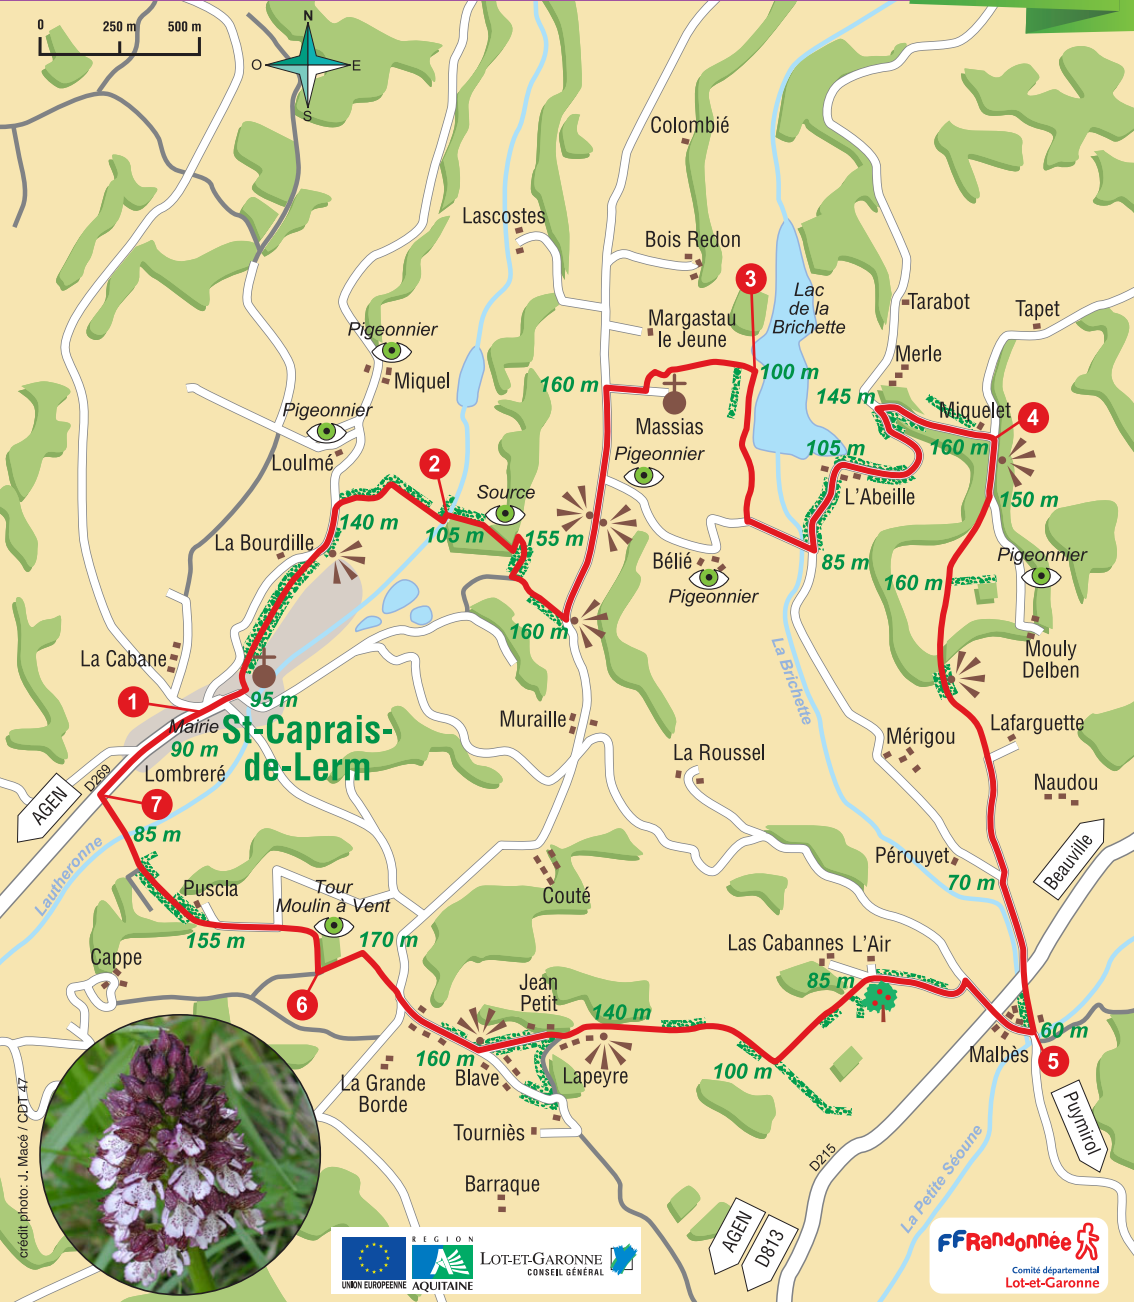 0 250 m 500 m
N
O E
S
Colombié
Lascostes
Bois Redon
3
Lac
de la
Brichette
Tarabot
Tapet
Margastau
le Jeune
Pigeonnier
Merle
Miquel
160 m
100 m
145 m
Miquelet
4
Pigeonnier
Massias
Loulmé
2
Pigeonnier
105 m
160 m
Source
L'Abeille
150 m
140 m
105 m
155 m
La Bourdille
Bélié
85 m
Pigeonnier
Pigeonnier
160 m
160 m
La Cabane
La Brichette
Mouly
Delben
1
95 m
Mairie
St-Caprais-
de-Lerm
90 m
Muraille
Lafarguette
Mérigou
La Roussel
Lombreré
D269
AGEN
Naudou
7
85 m
Lautheronne
Pérouyet
70 m
Beauville
Puscla
Tour
Moulin à Vent
Couté
155 m
170 m
Las Cabannes
L'Air
Cappe
85 m
6
Jean
Petit
140 m
60 m
160 m
Malbès
5
La Grande
Borde
Blave
Lapeyre
100 m
Puymirol
Tourniès
D215
La Petite Séoune
Barraque
AGEN
D813
crédit photo: J. Macé / CDT 47
UNION EUROPEENNE
REGION
AQUITAINE
LOT-ET-GARONNE
CONSEIL GÉNÉRAL
FFRandonnée
Comité départemental
Lot-et-Garonne